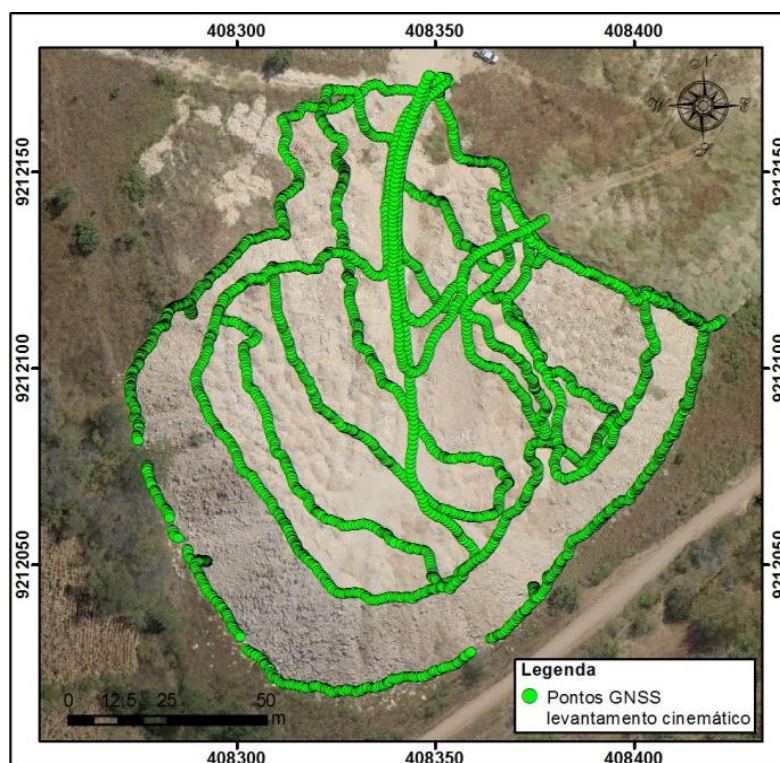 408300 408350 408400
N
W E
S
9212150 9212150
9212100 9212100
9212050 9212050
Legenda
Pontos GNSS
levantamento cinemático
0 12,5 25 50
m
408300 408350 408400